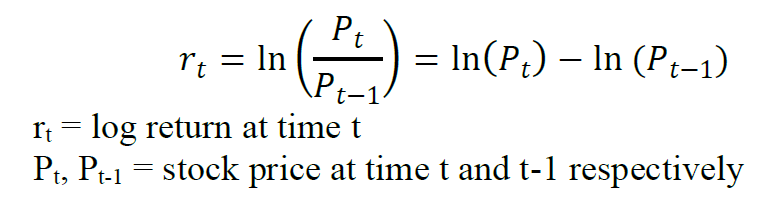 r_t = ln(P_t / P_{t−1}) = ln(P_t) − ln (P_{t−1})
r_t = log return at time t
P_t, P_{t-1} = stock price at time t and t-1 respectively